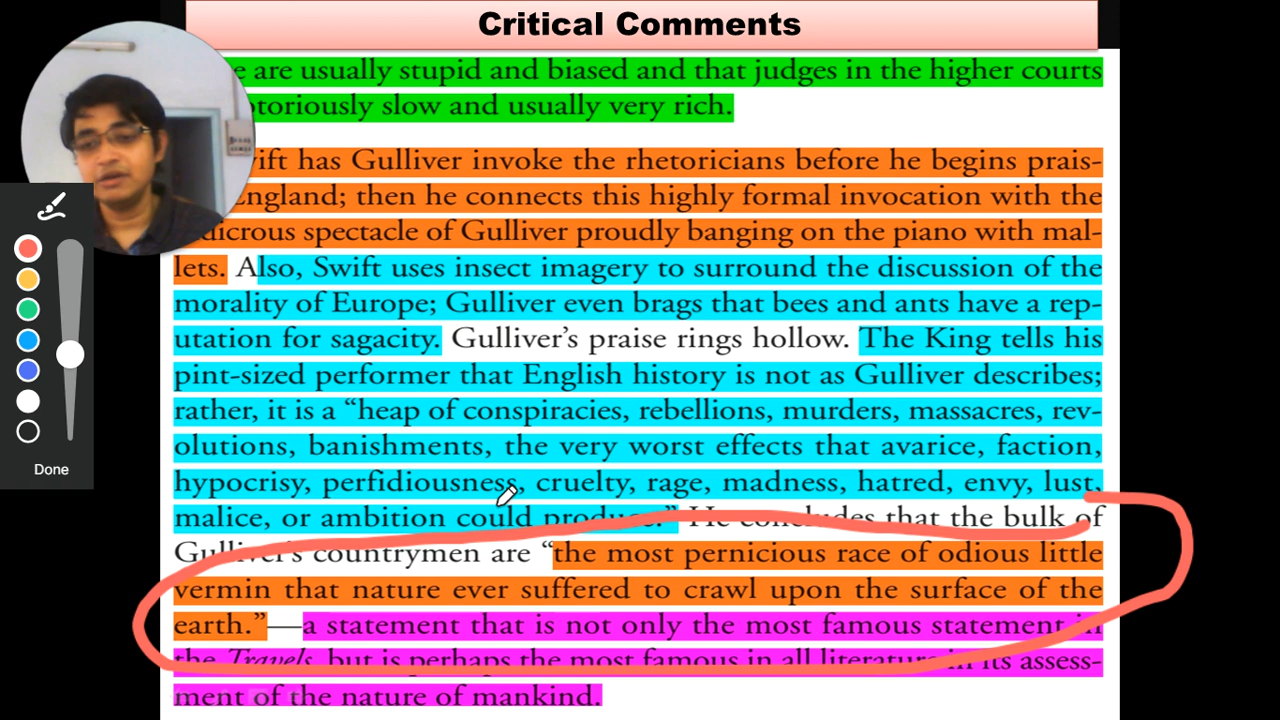 Critical Comments
are usually stupid and biased and that judges in the higher courts
slow and usually very rich.
has Gulliver invoke the rhetoricians before he begins prais-
then he connects this highly formal invocation with the
spectacle of Gulliver proudly banging on the piano with mal-
lets. Also, Swift uses insect imagery to surround the discussion of the
morality of Europe; Gulliver even brags that bees and ants have a rep-
utation for sagacity. Gulliver's praise rings hollow. The King tells his
pint-sized performer that English history is not as Gulliver describes;
rather, it is a “heap of conspiracies, rebellions, murders, massacres, rev-
olutions, banishments, the very worst effects that avarice, faction,
hypocrisy, perfidiousness, cruelty, rage, madness, hatred, envy, lust,
malice, or ambition could produce.” He concludes that the bulk of
Gulliver's countrymen are “the most pernicious race of odious little
vermin that nature ever suffered to crawl upon the surface of the
earth.”—a statement that is not only the most famous statement in
the Travels, but is perhaps the most famous in all literature in its assess-
ment of the nature of mankind.
Done